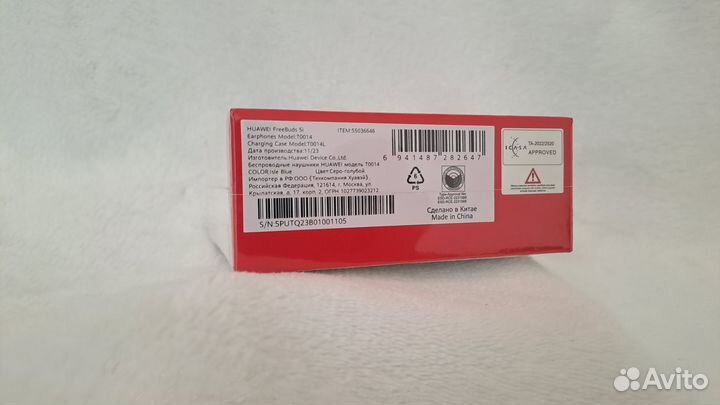 HUAWEI FreeBuds 5i ITEM:55036646
Earphones Model:T0014
Charging Case Model:T0014L
Дата производства:11/23
Изготовитель:Huawei Device Co.,Ltd.
Беспроводные наушники HUAWEI модель T0014
COLOR:Isle Blue Цвет:Серо-голубой
Импортер в РФ:ООО {Техкомпания Хуавэй}
Российская Федерация, 121614, г. Москва, ул.
Крылатская, д. 17, корп. 2, ОГРН 1027739023212
S/N:5PUTQ23B01001105
6 941487 282647
6
PS
Сделано в Китае
Made in China
ICASA
TA-2022/2520
APPROVED
Avito